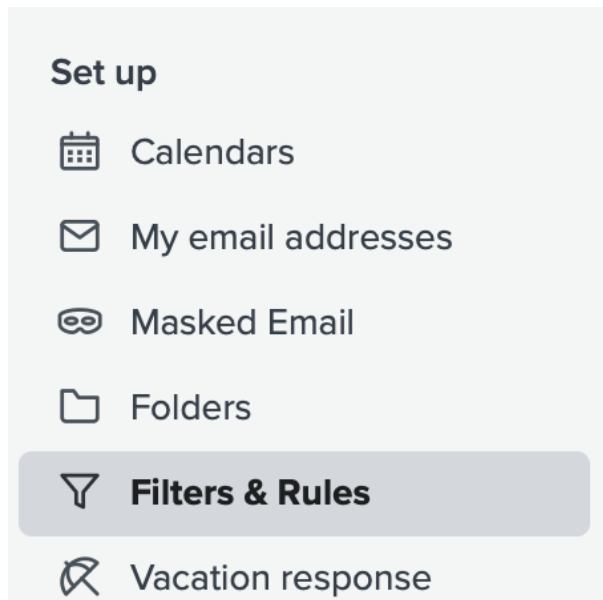 Set up
Calendars
My email addresses
Masked Email
Folders
Filters & Rules
Vacation response